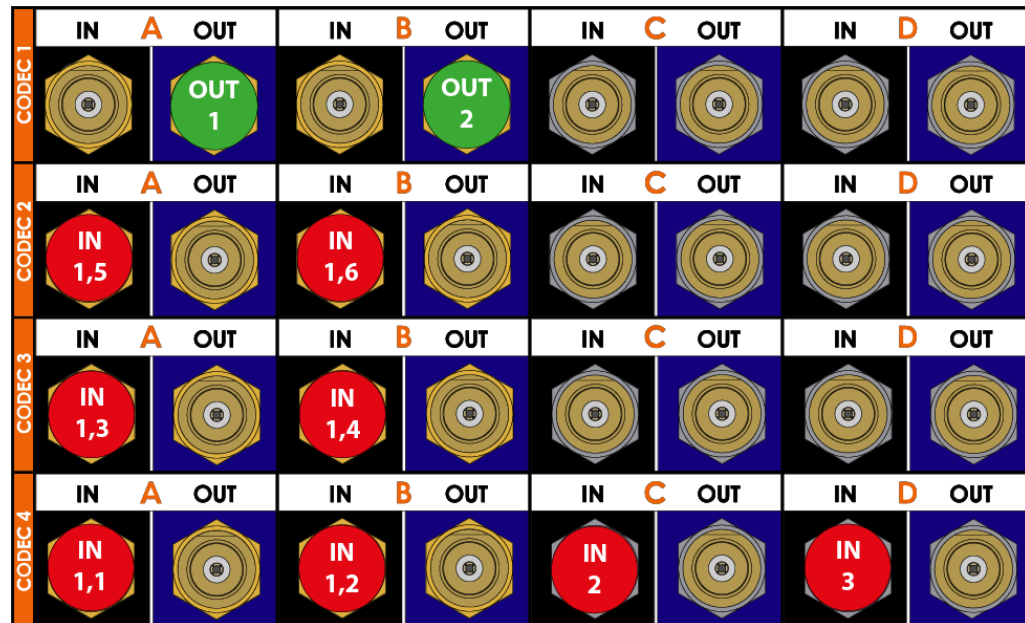 IN A OUT IN B OUT IN C OUT IN D OUT
CODEC 1
OUT
1
OUT
2
IN A OUT IN B OUT IN C OUT IN D OUT
CODEC 2
IN
1,5
IN
1,6
IN A OUT IN B OUT IN C OUT IN D OUT
CODEC 3
IN
1,3
IN
1,4
IN A OUT IN B OUT IN C OUT IN D OUT
CODEC 4
IN
1,1
IN
1,2
IN
2
IN
3